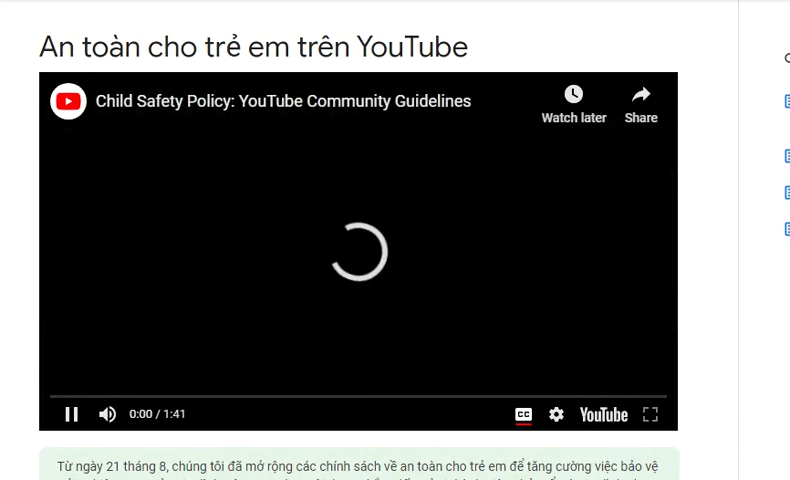 An toàn cho trẻ em trên YouTube
Child Safety Policy: YouTube Community Guidelines
Watch later
Share
0:00 / 1:41
CC
YouTube
Từ ngày 21 tháng 8, chúng tôi đã mở rộng các chính sách về an toàn cho trẻ em để tăng cường việc bảo vệ